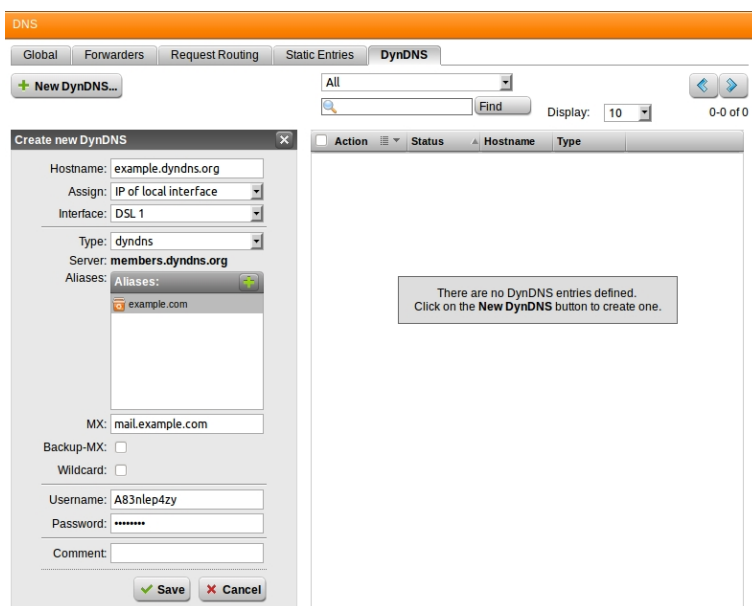 DNS
Global Forwarders Request Routing Static Entries DynDNS
New DynDNS...
All
Find
Display: 10 0-0 of 0
Create new DynDNS
Hostname: example.dyndns.org
Assign: IP of local interface
Interface: DSL 1
Type: dyndns
Server: members.dyndns.org
Aliases: Aliases:
example.com
MX: mail.example.com
Backup-MX:
Wildcard:
Username: A83nlep4zy
Password: ••••••••
Comment:
Save Cancel
Action Status Hostname Type
There are no DynDNS entries defined.
Click on the New DynDNS button to create one.